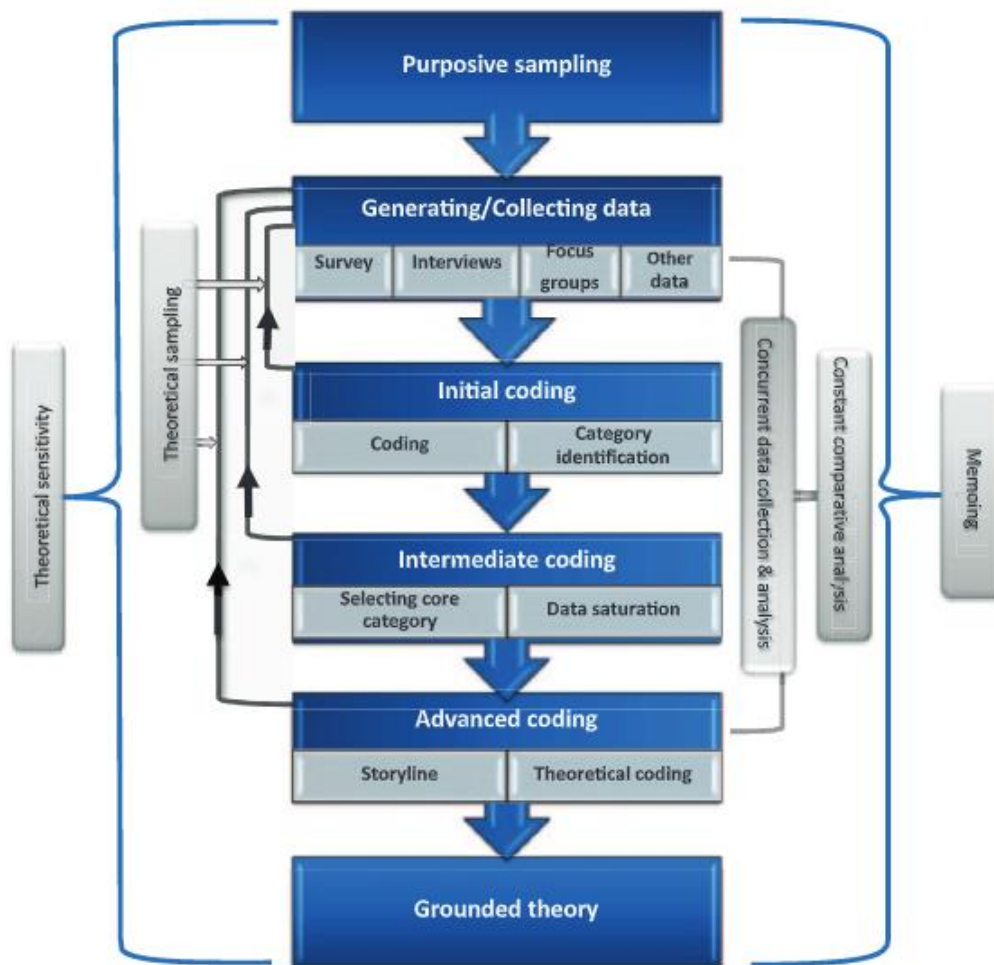 Purposive sampling
Generating/Collecting data
Survey
Interviews
Focus
groups
Other
data
Initial coding
Coding
Category
identification
Intermediate coding
Selecting core
category
Data saturation
Advanced coding
Storyline
Theoretical coding
Grounded theory
Theoretical sensitivity
Theoretical sampling
Concurrent data collection & analysis
Constant comparative analysis
Memoing